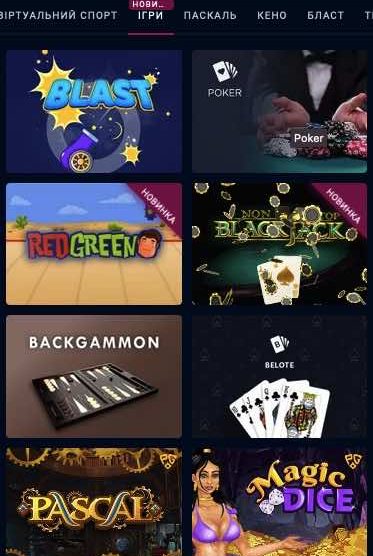 НОВИ...
ВІРТУАЛЬНИЙ СПОРТ ІГРИ ПАСКАЛЬ КЕНО БЛАСТ
BLAST
POKER
Poker
НОВИНКА
REDGREEN
НОВИНКА
NON STOP
BLACKJACK
BACKGAMMON
B
BELOTE
PASCAL
Magic
DICE